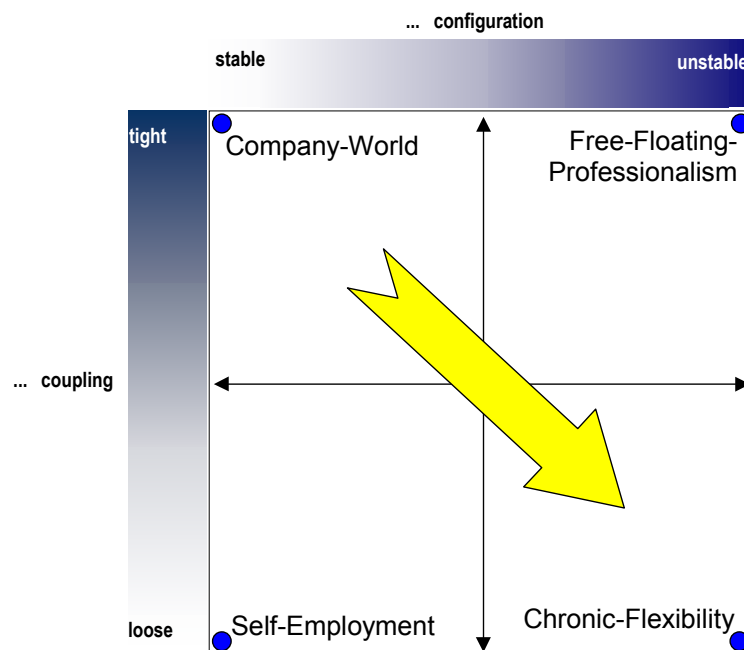 ... configuration
stable
unstable
tight
Company-World
Free-Floating-
Professionalism
... coupling
loose
Self-Employment
Chronic-Flexibility